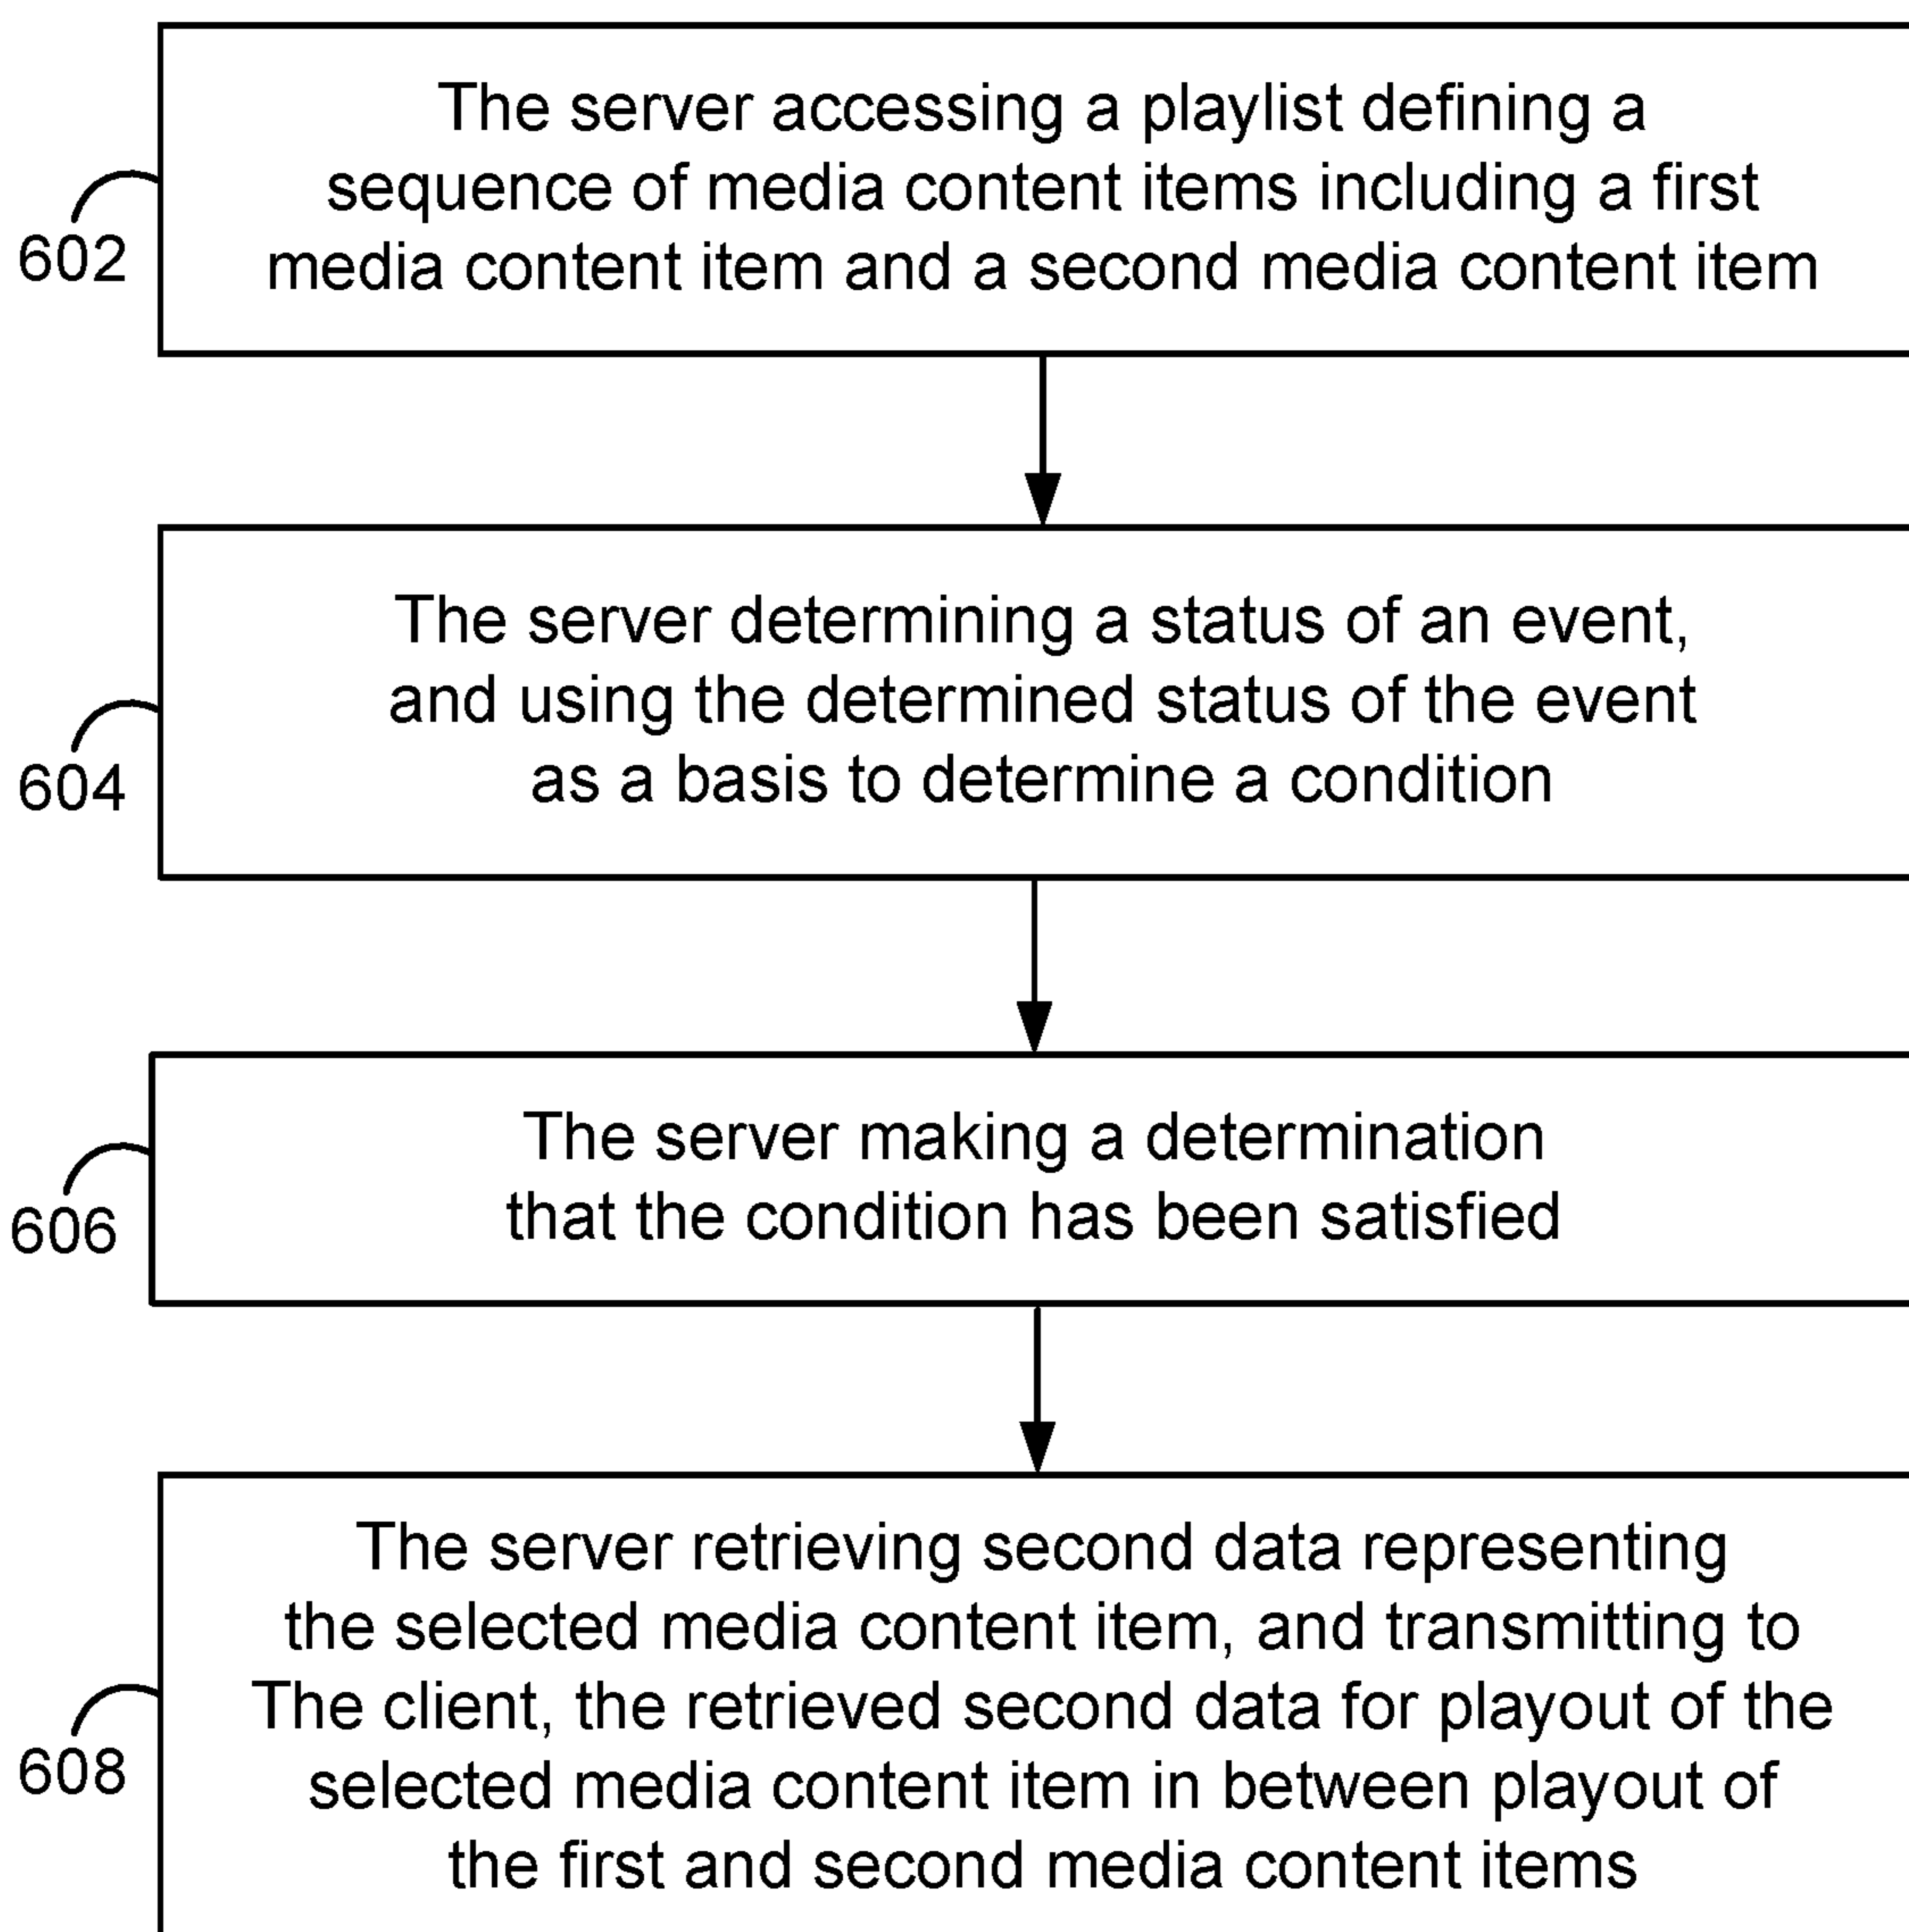 The server accessing a playlist defining a
sequence of media content items including a first
media content item and a second media content item
602
The server determining a status of an event,
and using the determined status of the event
as a basis to determine a condition
604
The server making a determination
that the condition has been satisfied
606
The server retrieving second data representing
the selected media content item, and transmitting to
The client, the retrieved second data for playout of the
selected media content item in between playout of
the first and second media content items
608